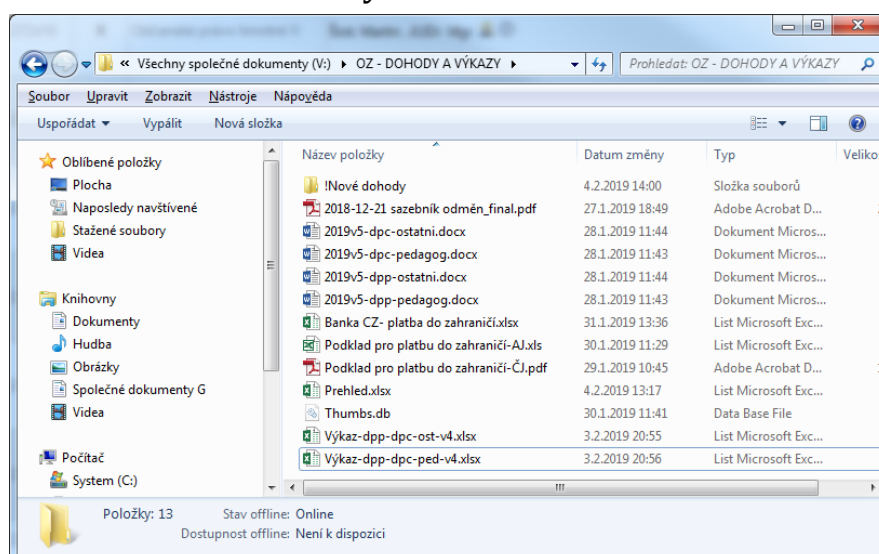 « Všechny společné dokumenty (V:) ▸ OZ - DOHODY A VÝKAZY ▸ Prohledat: OZ - DOHODY A VÝKAZY
Soubor Upravit Zobrazit Nástroje Nápověda
Uspořádat Vypálit Nová složka
Název položky Datum změny Typ Veliko
Oblíbené položky
Plocha
Naposledy navštívené
Stažené soubory
Videa
Knihovny
Dokumenty
Hudba
Obrázky
Společné dokumenty G
Videa
Počítač
System (C:)
!Nové dohody 4.2.2019 14:00 Složka souborů
2018-12-21 sazebník odměn_final.pdf 27.1.2019 18:49 Adobe Acrobat D...
2019v5-dpc-ostatni.docx 28.1.2019 11:44 Dokument Micros...
2019v5-dpc-pedagog.docx 28.1.2019 11:43 Dokument Micros...
2019v5-dpp-ostatni.docx 28.1.2019 11:44 Dokument Micros...
2019v5-dpp-pedagog.docx 28.1.2019 11:43 Dokument Micros...
Banka CZ- platba do zahraničí.xlsx 31.1.2019 13:36 List Microsoft Exc...
Podklad pro platbu do zahraničí-AJ.xls 30.1.2019 11:29 List Microsoft Exc...
Podklad pro platbu do zahraničí-ČJ.pdf 29.1.2019 10:45 Adobe Acrobat D...
Prehled.xlsx 4.2.2019 13:17 List Microsoft Exc...
Thumbs.db 30.1.2019 11:41 Data Base File
Výkaz-dpp-dpc-ost-v4.xlsx 3.2.2019 20:55 List Microsoft Exc...
Výkaz-dpp-dpc-ped-v4.xlsx 3.2.2019 20:56 List Microsoft Exc...
Položky: 13 Stav offline: Online
Dostupnost offline: Není k dispozici